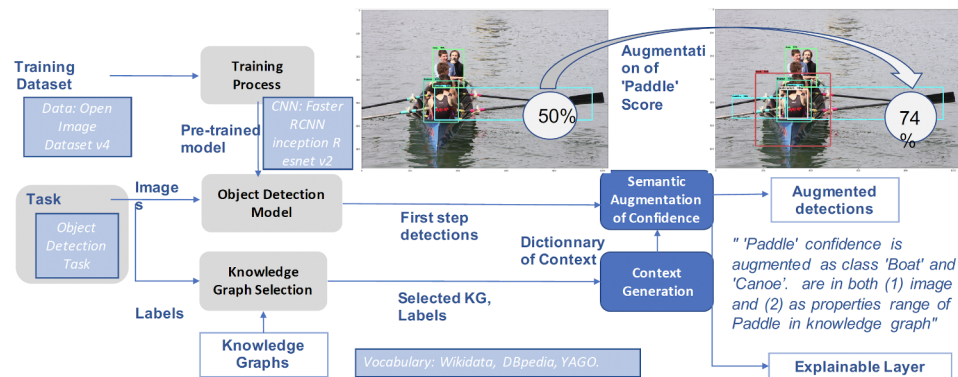 Training
Dataset
Data: Open
Image
Dataset v4
Training
Process
CNN: Faster
RCNN
inception R
esnet v2
Pre-trained
model
50%
Augmentati
on of
'Paddle'
Score
74
%
Task
Object
Detection
Task
Image
s
Object Detection
Model
First step
detections
Semantic
Augmentation
of Confidence
Augmented
detections
Labels
Knowledge
Graph Selection
Selected KG,
Labels
Dictionnary
of Context
Context
Generation
" 'Paddle' confidence is
augmented as class 'Boat' and
'Canoe'. are in both (1) image
and (2) as properties range of
Paddle in knowledge graph"
Knowledge
Graphs
Vocabulary: Wikidata, DBpedia, YAGO.
Explainable Layer